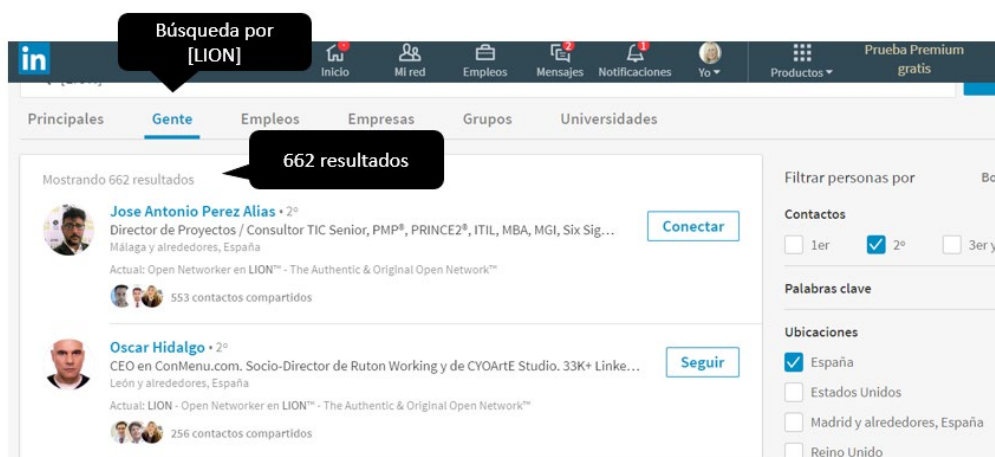 Búsqueda por
[LION]
in
Inicio
Mi red
Empleos
2
Mensajes
1
Notificaciones
Yo
Productos
Prueba Premium
gratis
Principales
Gente
Empleos
Empresas
Grupos
Universidades
662 resultados
Mostrando 662 resultados
Jose Antonio Perez Alias • 2º
Director de Proyectos / Consultor TIC Senior, PMP®, PRINCE2®, ITIL, MBA, MGI, Six Sig...
Málaga y alrededores, España
Actual: Open Networker en LION™ - The Authentic & Original Open Network™
553 contactos compartidos
Conectar
Oscar Hidalgo • 2º
CEO en ConMenu.com. Socio-Director de Ruton Working y de CYOArtE Studio. 33K+ Linke...
León y alrededores, España
Actual: LION - Open Networker en LION™ - The Authentic & Original Open Network™
256 contactos compartidos
Seguir
Filtrar personas por
Bo
Contactos
1er
2º
3er y
Palabras clave
Ubicaciones
España
Estados Unidos
Madrid y alrededores, España
Reino Unido